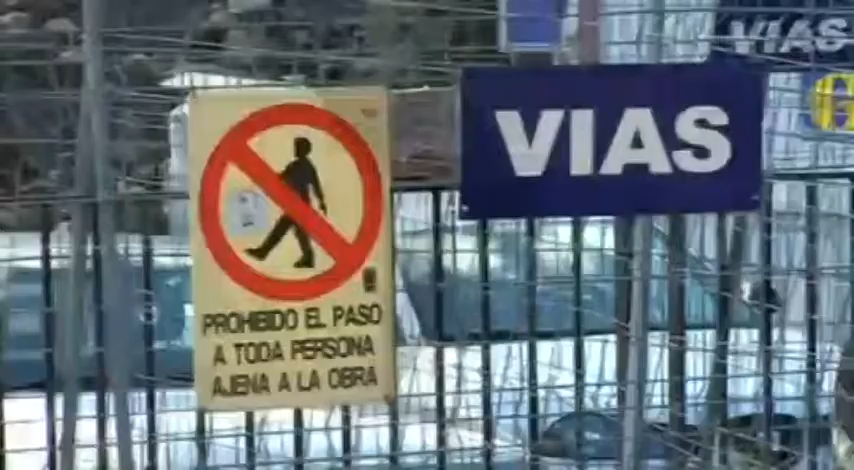 VIAS
VIAS
PROHIBIDO EL PASO
A TODA PERSONA
AJENA A LA OBRA